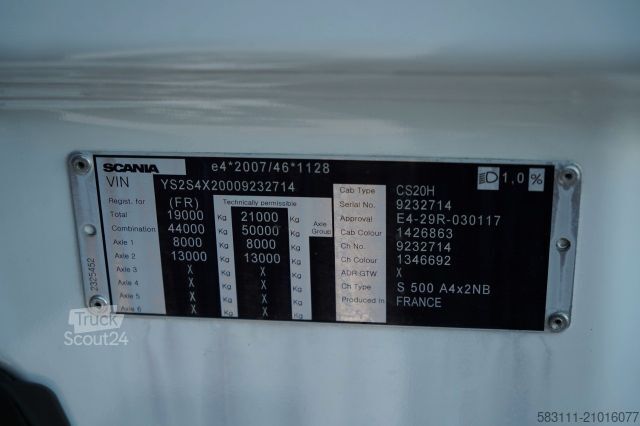 SCANIA e4*2007/46*1128
VIN YS2S4X20009232714
1,0 %
Regist. for (FR) Technically permissible
Total 19000 Kg 21000 Kg Axle Group
Combination 44000 Kg 50000 Kg
Axle 1 8000 Kg 8000 Kg
Axle 2 13000 Kg 13000 Kg
Axle 3 X Kg X Kg
Axle 4 X Kg X Kg
Axle 5 X Kg X Kg
Axle 6 X Kg X Kg
Cab Type CS20H
Serial No. 9232714
Approval E4-29R-030117
Cab Colour 1426863
Ch No. 9232714
Ch Colour 1346692
ADR:GTW X
Ch Type S 500 A4x2NB
Produced In FRANCE
2325452
Truck
Scout24
583111-21016077